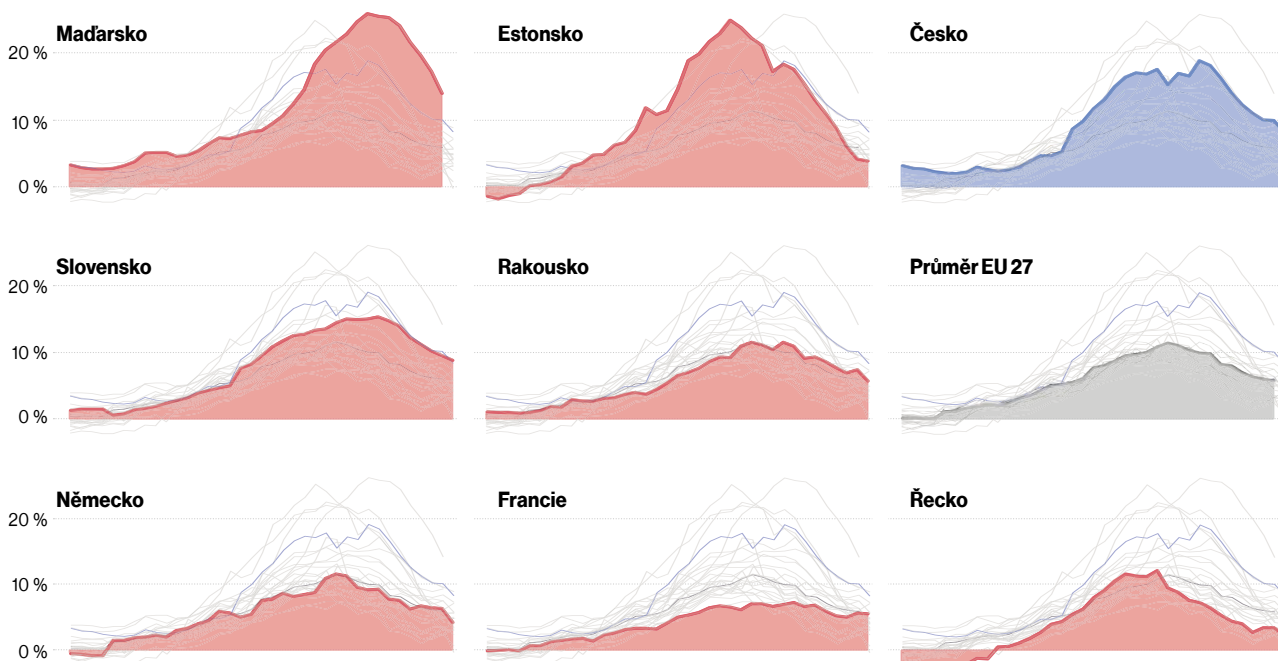 Maďarsko
Estonsko
Česko
20 %
10 %
0 %
Slovensko
Rakousko
Průměr EU 27
20 %
10 %
0 %
Německo
Francie
Řecko
20 %
10 %
0 %